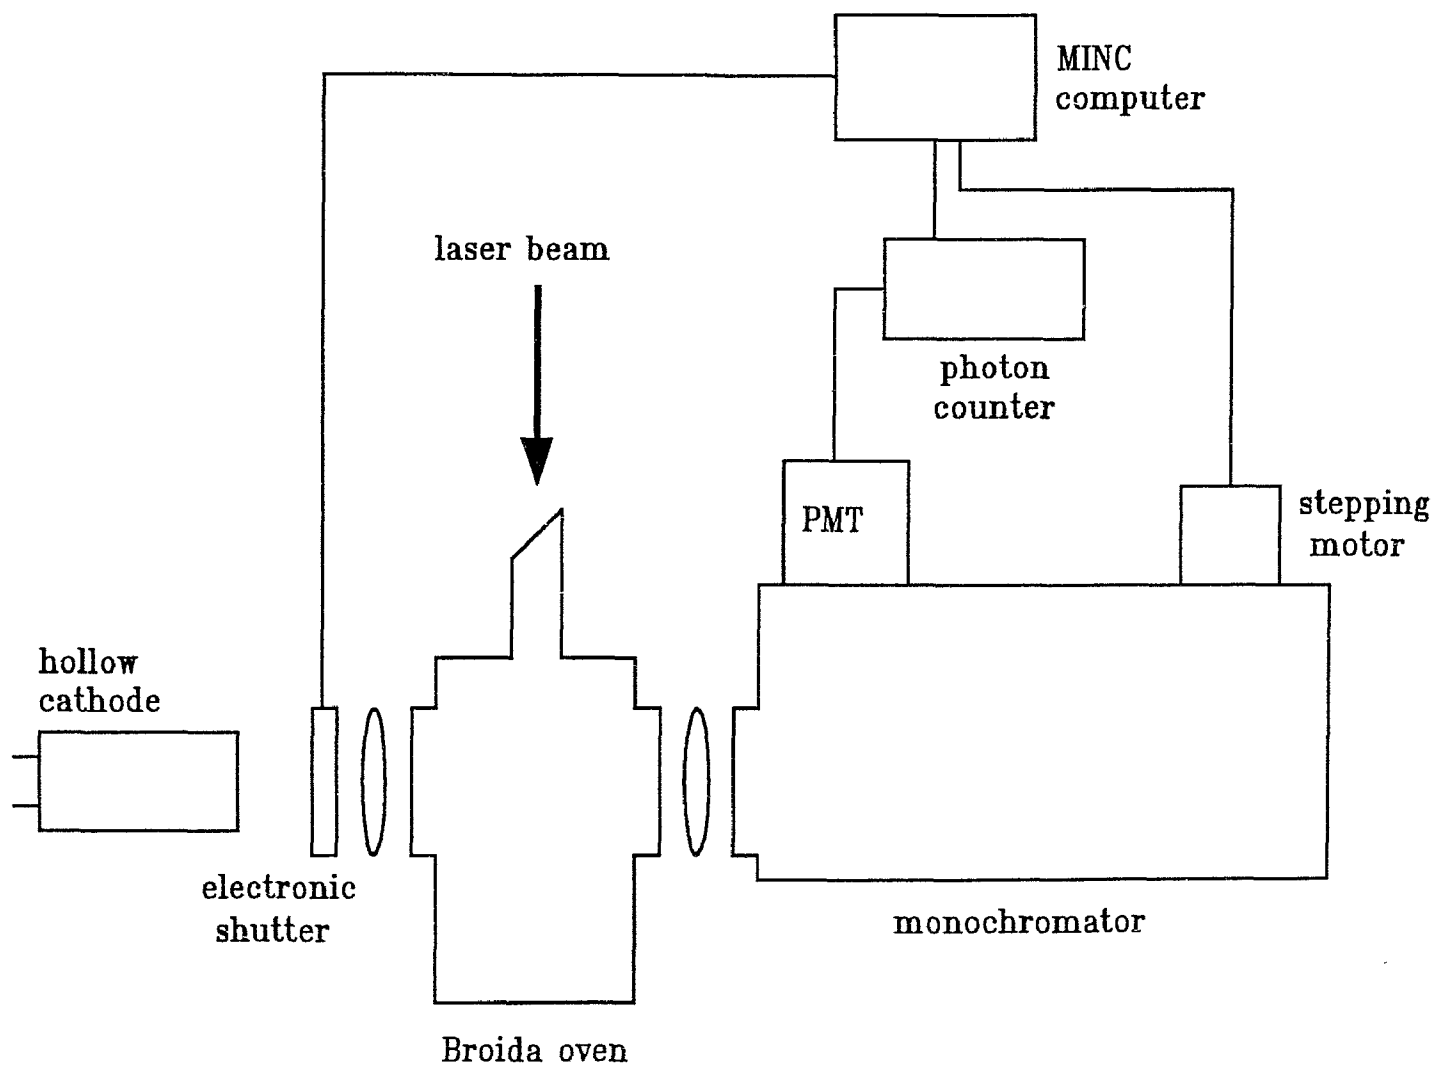 MINC
computer
laser beam
photon
counter
PMT
stepping
motor
hollow
cathode
electronic
shutter
monochromator
Broida oven